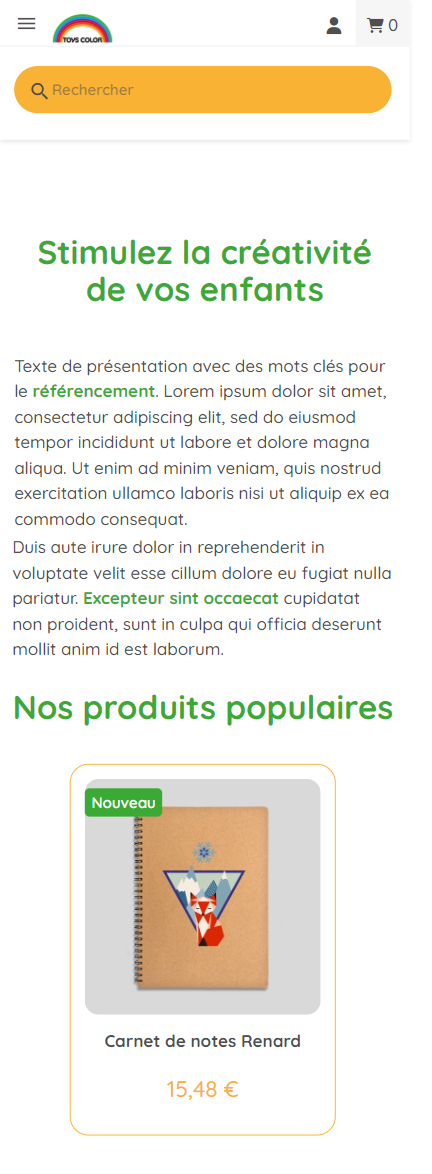 TOYS COLOR
0
Rechercher
Stimulez la créativité
de vos enfants
Texte de présentation avec des mots clés pour
le référencement. Lorem ipsum dolor sit amet,
consectetur adipiscing elit, sed do eiusmod
tempor incididunt ut labore et dolore magna
aliqua. Ut enim ad minim veniam, quis nostrud
exercitation ullamco laboris nisi ut aliquip ex ea
commodo consequat.
Duis aute irure dolor in reprehenderit in
voluptate velit esse cillum dolore eu fugiat nulla
pariatur. Excepteur sint occaecat cupidatat
non proident, sunt in culpa qui officia deserunt
mollit anim id est laborum.
Nos produits populaires
Nouveau
Carnet de notes Renard
15,48 €